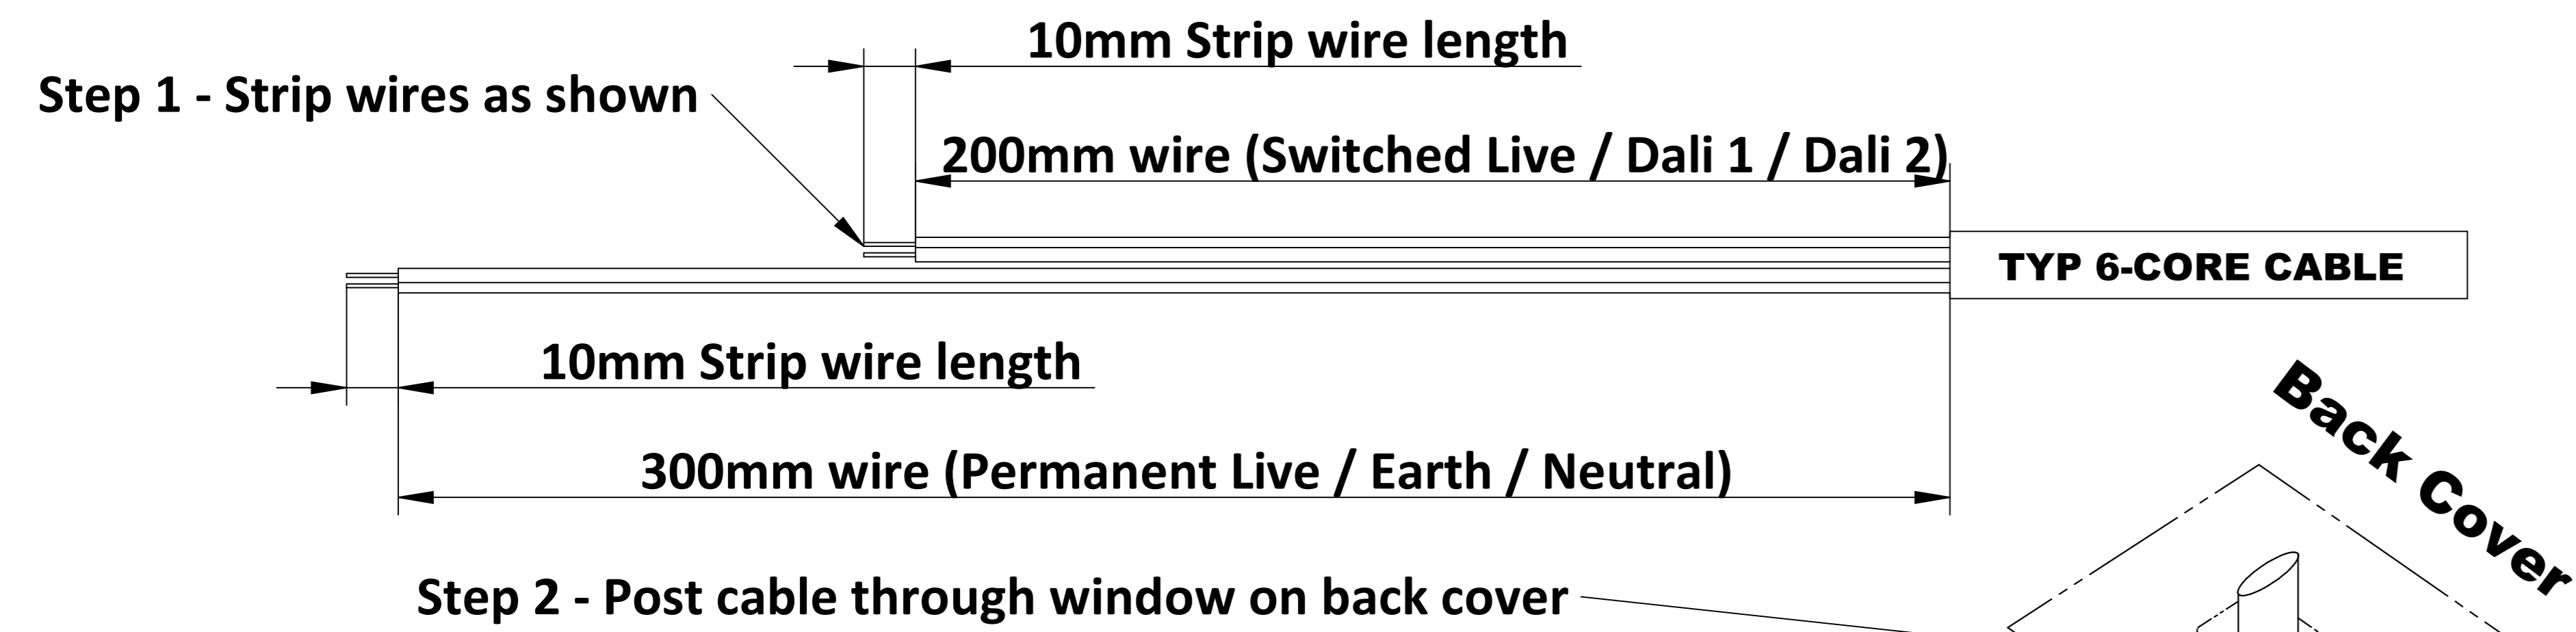 10mm Strip wire length
Step 1 - Strip wires as shown
200mm wire (Switched Live / Dali 1 / Dali 2)
TYP 6-CORE CABLE
10mm Strip wire length
300mm wire (Permanent Live / Earth / Neutral)
Back Cover
Step 2 - Post cable through window on back cover